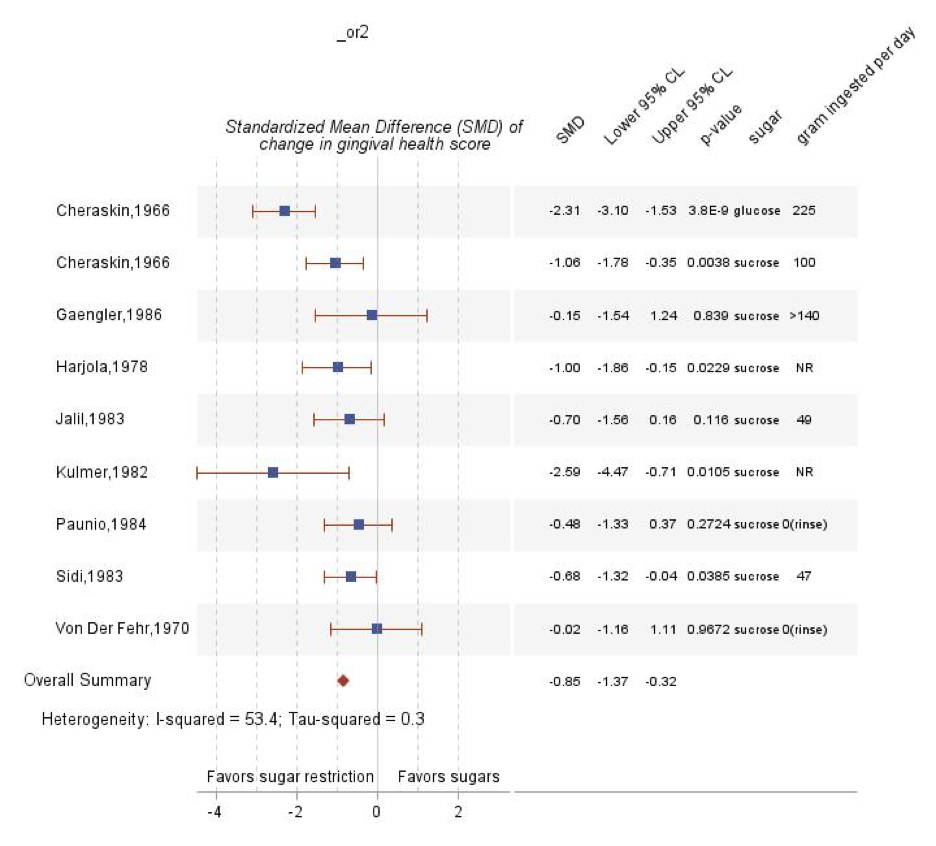 _or2
Standardized Mean Difference (SMD) of
change in gingival health score
SMD Lower 95% CL Upper 95% CL p-value sugar gram ingested per day
Cheraskin,1966 -2.31 -3.10 -1.53 3.8E-9 glucose 225
Cheraskin,1966 -1.06 -1.78 -0.35 0.0038 sucrose 100
Gaengler,1986 -0.15 -1.54 1.24 0.839 sucrose >140
Harjola,1978 -1.00 -1.86 -0.15 0.0229 sucrose NR
Jalil,1983 -0.70 -1.56 0.16 0.116 sucrose 49
Kulmer,1982 -2.59 -4.47 -0.71 0.0105 sucrose NR
Paunio,1984 -0.48 -1.33 0.37 0.2724 sucrose 0(rinse)
Sidi,1983 -0.68 -1.32 -0.04 0.0385 sucrose 47
Von Der Fehr,1970 -0.02 -1.16 1.11 0.9672 sucrose 0(rinse)
Overall Summary -0.85 -1.37 -0.32
Heterogeneity: I-squared = 53.4; Tau-squared = 0.3
Favors sugar restriction Favors sugars
-4 -2 0 2